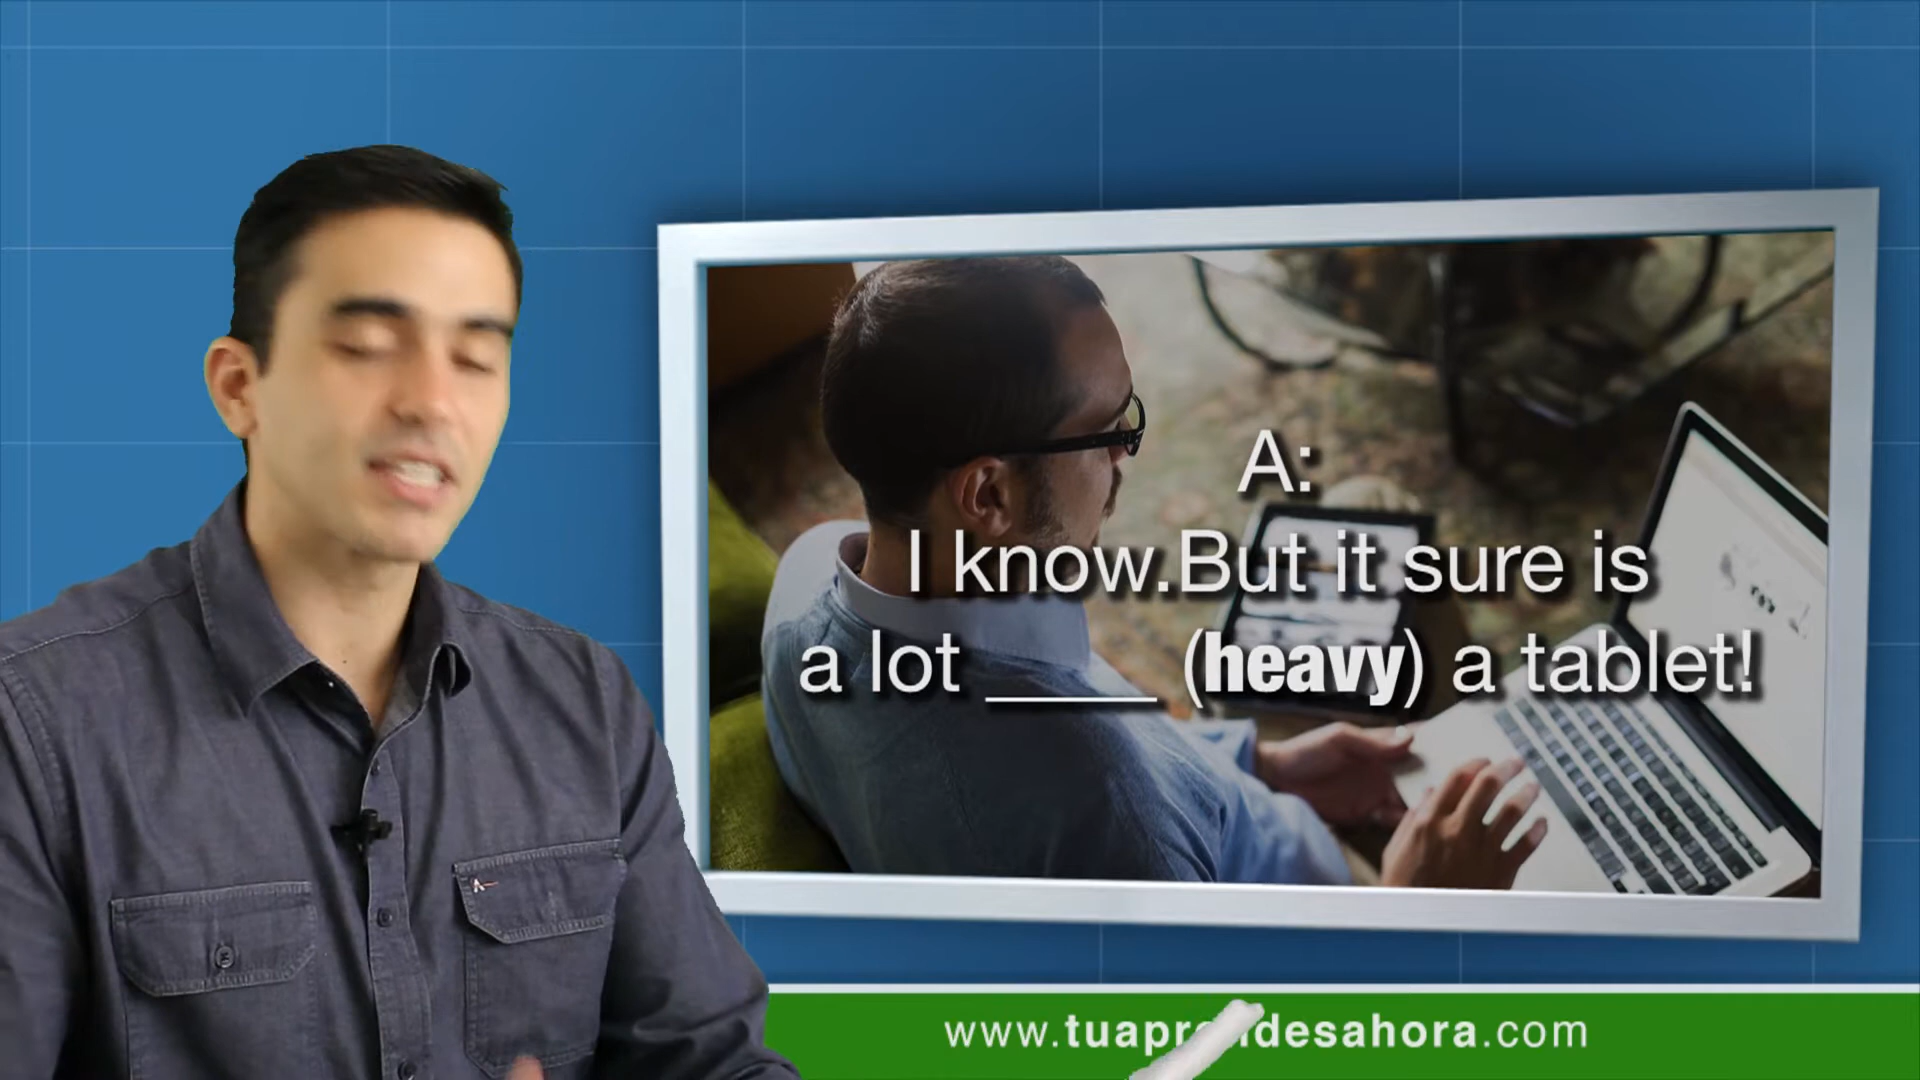 A:
I know.But it sure is
a lot ____ (heavy) a tablet!